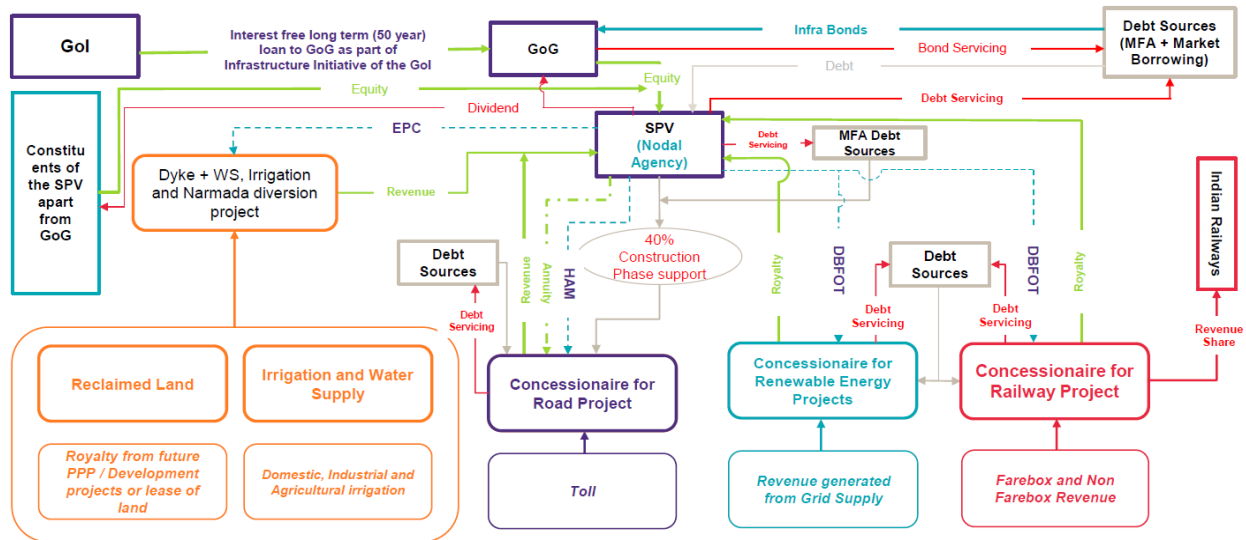 GoI
Interest free long term (50 year)
loan to GoG as part of
Infrastructure Initiative of the GoI
GoG
Infra Bonds
Bond Servicing
Debt
Debt Servicing
Debt Sources
(MFA + Market
Borrowing)
Equity
Equity
Dividend
Constitu
ents of
the SPV
apart
from
GoG
EPC
SPV
(Nodal
Agency)
Debt
Servicing
MFA Debt
Sources
Dyke + WS, Irrigation
and Narmada diversion
project
Revenue
Indian Railways
40%
Construction
Phase support
Debt
Sources
Revenue
Annuity
HAM
Royalty
DBFOT
Debt
Sources
DBFOT
Royalty
Debt
Servicing
Debt
Servicing
Debt
Servicing
Revenue
Share
Reclaimed Land
Irrigation and Water
Supply
Concessionaire for
Road Project
Concessionaire for
Renewable Energy
Projects
Concessionaire for
Railway Project
Royalty from future
PPP / Development
projects or lease of
land
Domestic, Industrial and
Agricultural irrigation
Toll
Revenue generated
from Grid Supply
Farebox and Non
Farebox Revenue